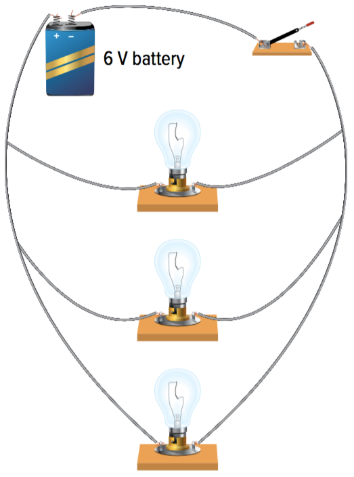 6 V battery
+ −